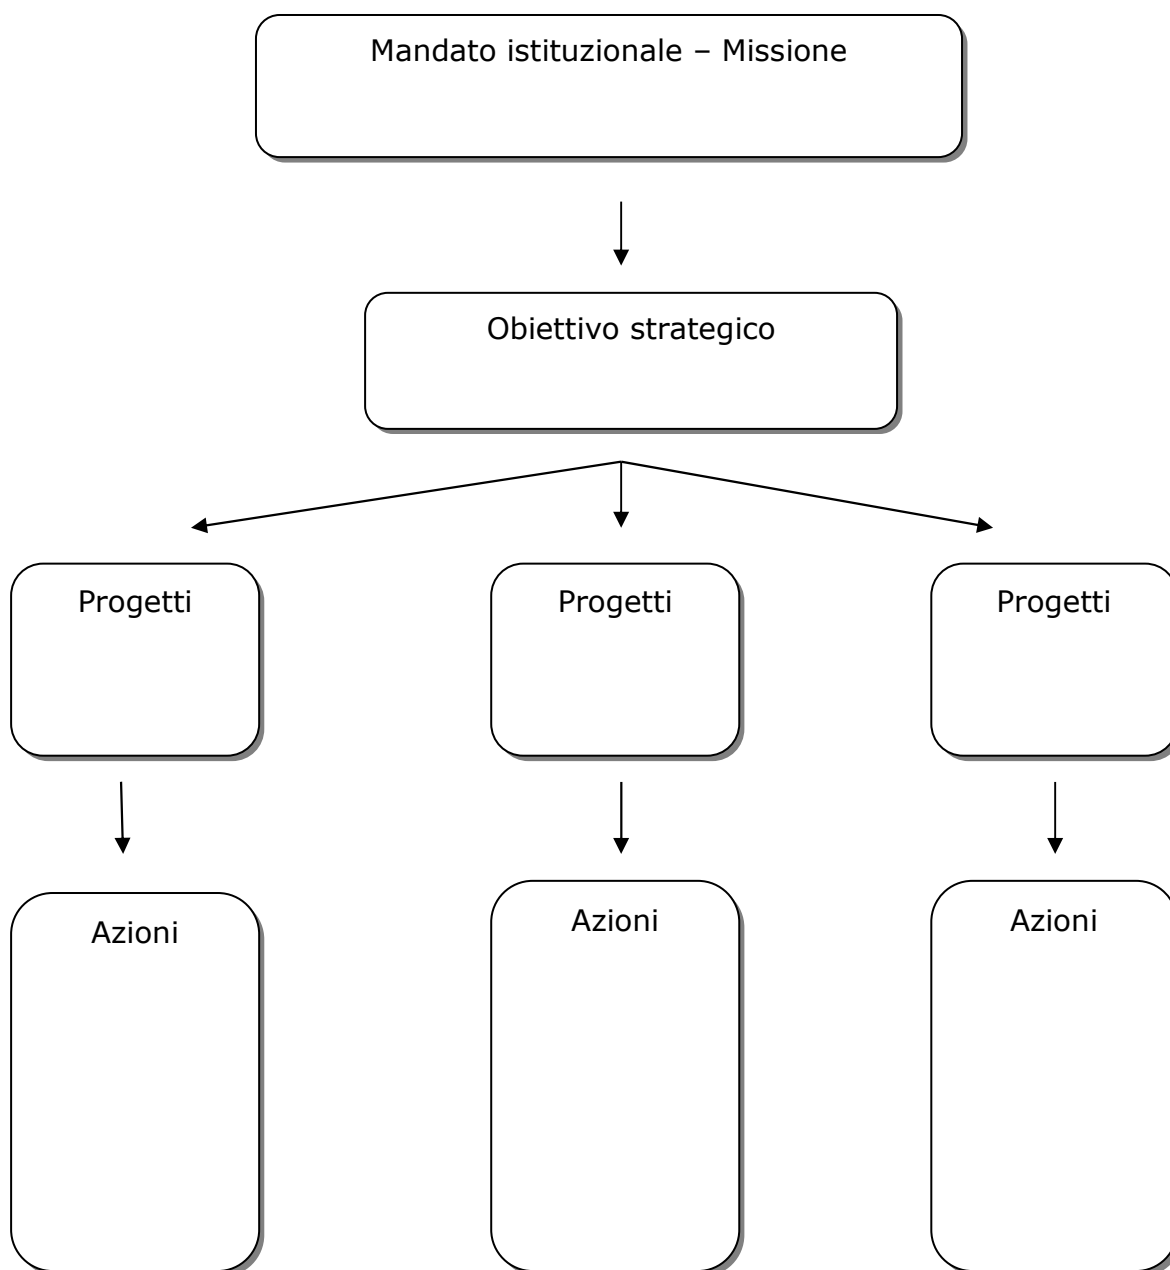 Mandato istituzionale – Missione
Obiettivo strategico
Progetti
Progetti
Progetti
Azioni
Azioni
Azioni